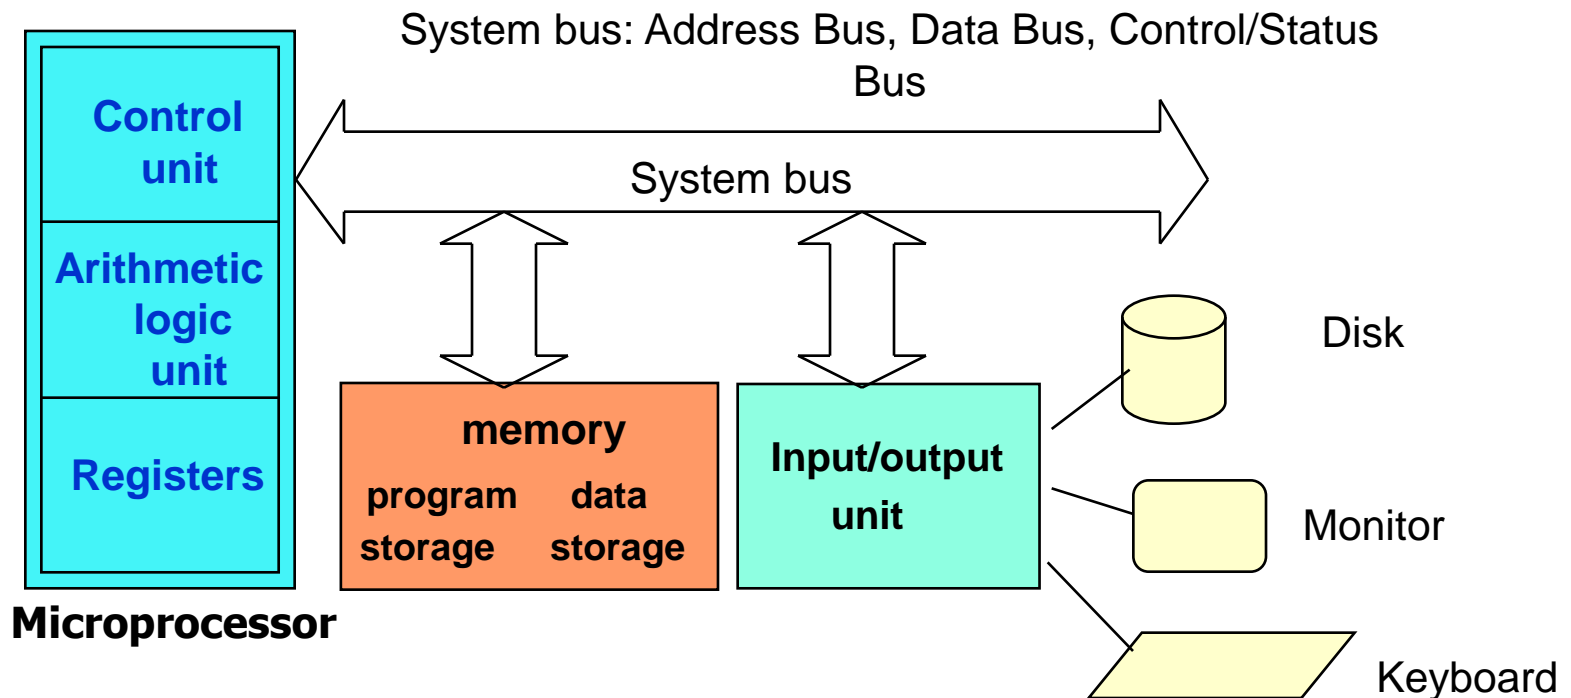 System bus: Address Bus, Data Bus, Control/Status
Bus
Control
unit
System bus
Arithmetic
logic
unit
Registers
Microprocessor
memory
program data
storage storage
Input/output
unit
Disk
Monitor
Keyboard